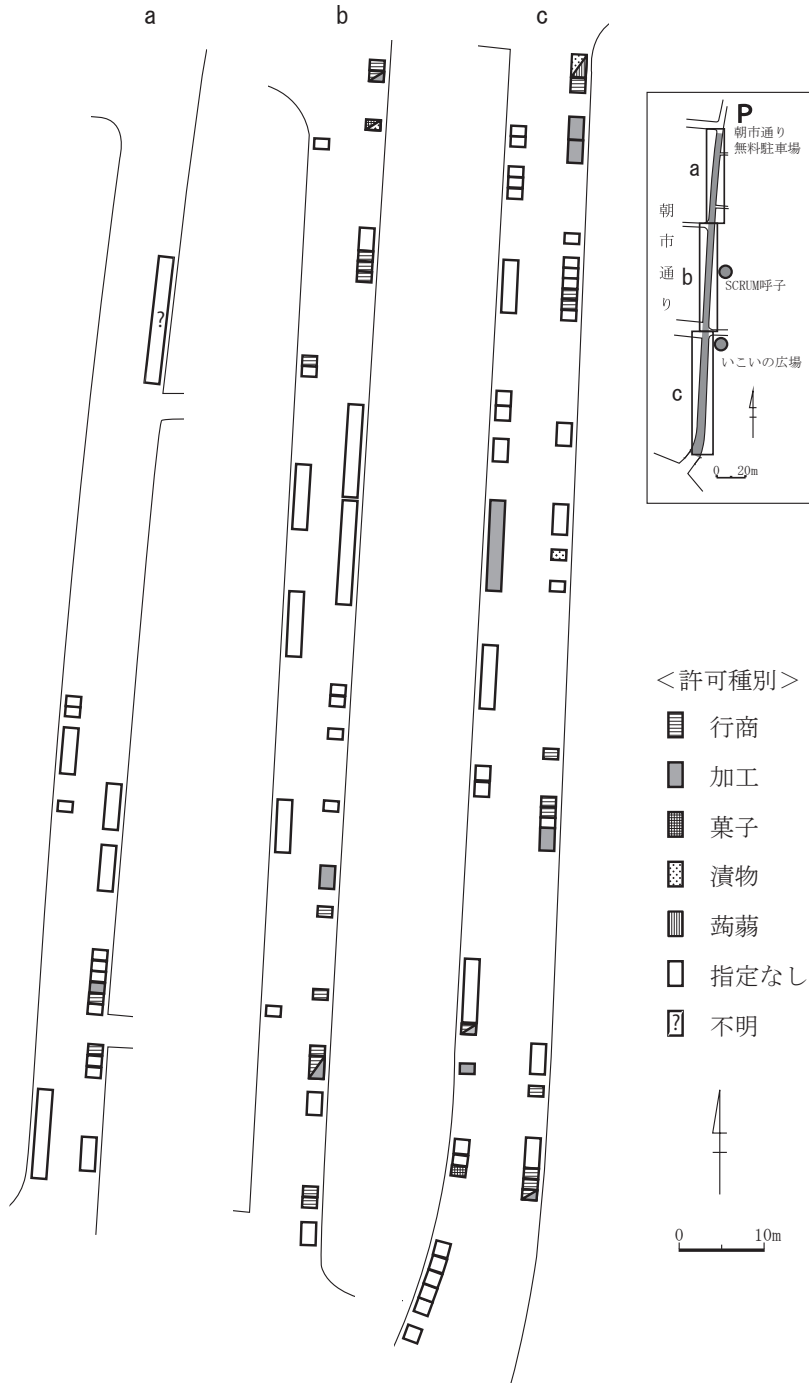 a
b
c
?
P
朝市通り
無料駐車場
a
朝市通り
b
SCRUM呼子
いこいの広場
c
0 20m
＜許可種別＞
行商
加工
菓子
漬物
蒟蒻
指定なし
? 不明
0 10m